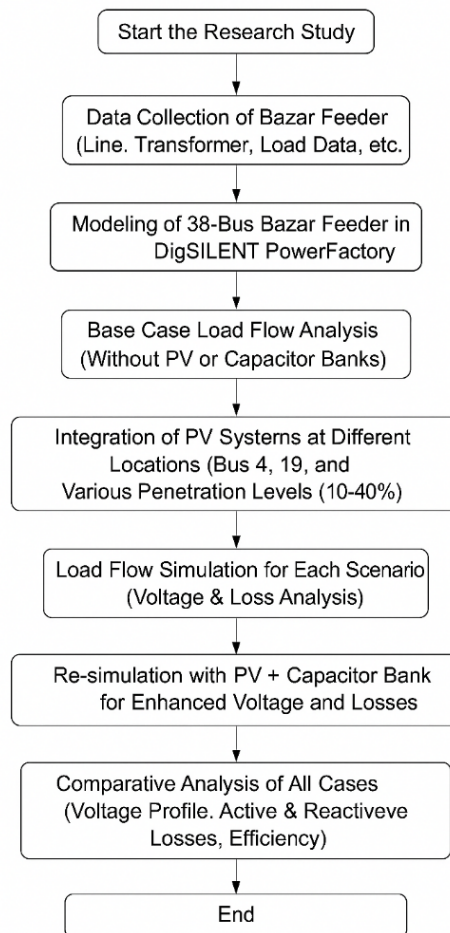 Start the Research Study
Data Collection of Bazar Feeder
(Line. Transformer, Load Data, etc.
Modeling of 38-Bus Bazar Feeder in
DigSILENT PowerFactory
Base Case Load Flow Analysis
(Without PV or Capacitor Banks)
Integration of PV Systems at Different
Locations (Bus 4, 19, and
Various Penetration Levels (10-40%)
Load Flow Simulation for Each Scenario
(Voltage & Loss Analysis)
Re-simulation with PV + Capacitor Bank
for Enhanced Voltage and Losses
Comparative Analysis of All Cases
(Voltage Profile. Active & Reactiveve
Losses, Efficiency)
End